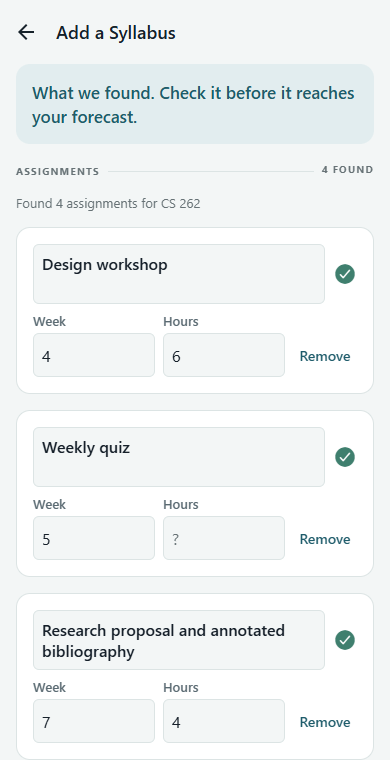 Add a Syllabus
What we found. Check it before it reaches
your forecast.
ASSIGNMENTS
4 FOUND
Found 4 assignments for CS 262
Design workshop
Week
Hours
4
6
Remove
Weekly quiz
Week
Hours
5
?
Remove
Research proposal and annotated
bibliography
Week
Hours
7
4
Remove